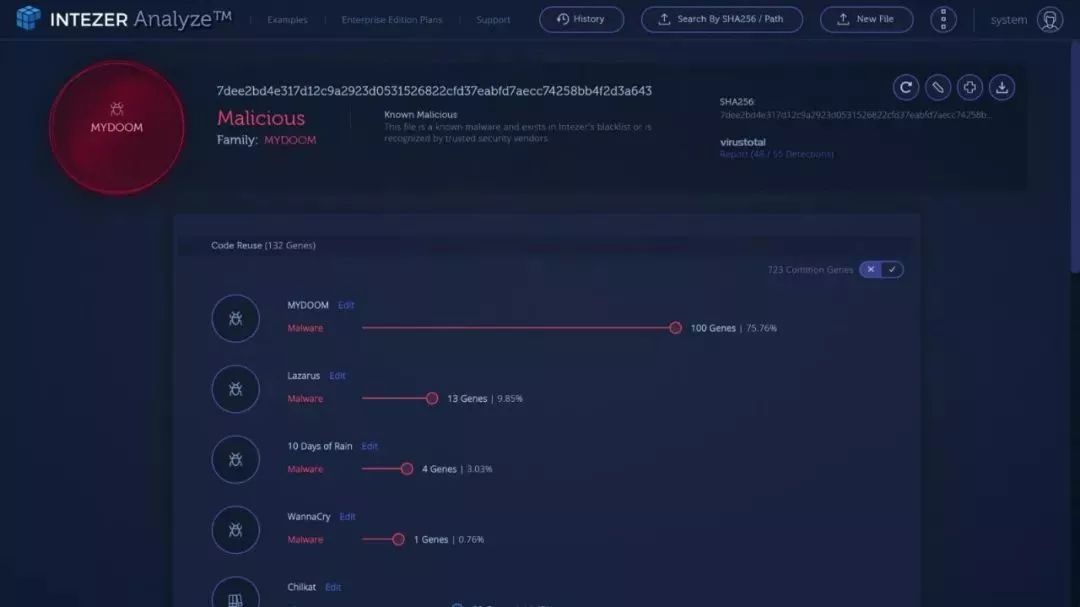 INTEZER Analyze™
Examples
Enterprise Edition Plans
Support
History
Search By SHA256 / Path
New File
system
MYDOOM
7dee2bd4e317d12c9a2923d0531526822cfd37eabfd7aecc74258bb4f2d3a643
Malicious
Family: MYDOOM
Known Malicious
This file is a known malware and exists in Intezer's blacklist or is
recognized by trusted security vendors
SHA256:
7dee2bd4e317d12c9a2923d0531526822cfd37eabfd7aecc74258b...
virustotal
Report (48 / 55 Detections)
Code Reuse (132 Genes)
723 Common Genes
MYDOOM Edit
Malware 100 Genes | 75.76%
Lazarus Edit
Malware 13 Genes | 9.85%
10 Days of Rain Edit
Malware 4 Genes | 3.03%
WannaCry Edit
Malware 1 Genes | 0.76%
Chilkat Edit